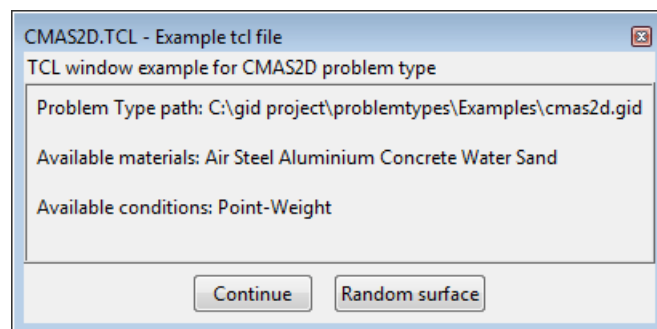 CMAS2D.TCL - Example tcl file
TCL window example for CMAS2D problem type
Problem Type path: C:\gid project\problemtypes\Examples\cmas2d.gid
Available materials: Air Steel Aluminium Concrete Water Sand
Available conditions: Point-Weight
Continue Random surface